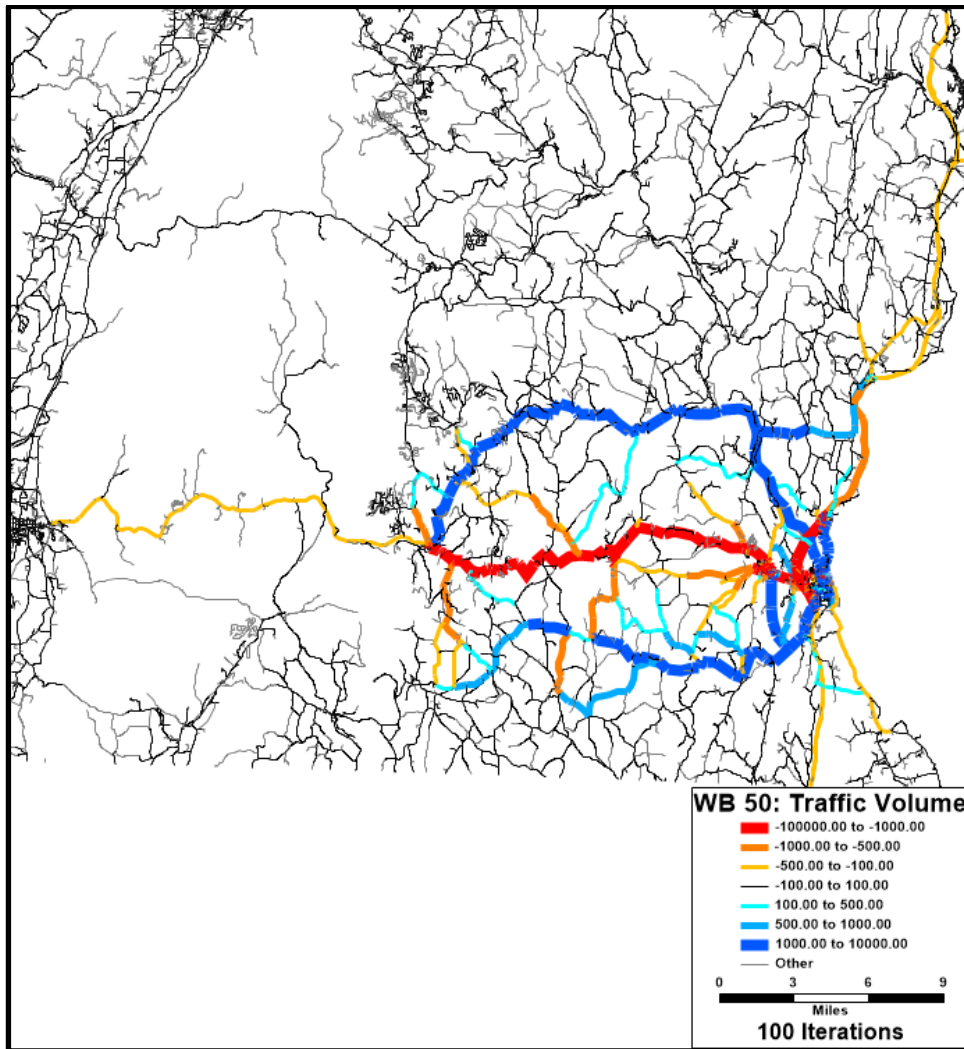 WB 50: Traffic Volume
-100000.00 to -1000.00
-1000.00 to -500.00
-500.00 to -100.00
-100.00 to 100.00
100.00 to 500.00
500.00 to 1000.00
1000.00 to 10000.00
Other
0 3 6 9
Miles
100 Iterations